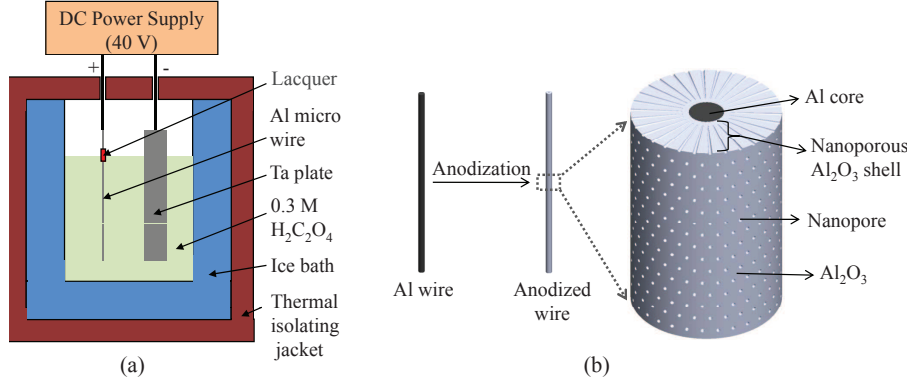 DC Power Supply
(40 V)
+ -
Lacquer
Al micro
wire
Ta plate
0.3 M
H₂C₂O₄
Ice bath
Thermal
isolating
jacket
(a)
Anodization
Al wire
Anodized
wire
Al core
Nanoporous
Al₂O₃ shell
Nanopore
Al₂O₃
(b)